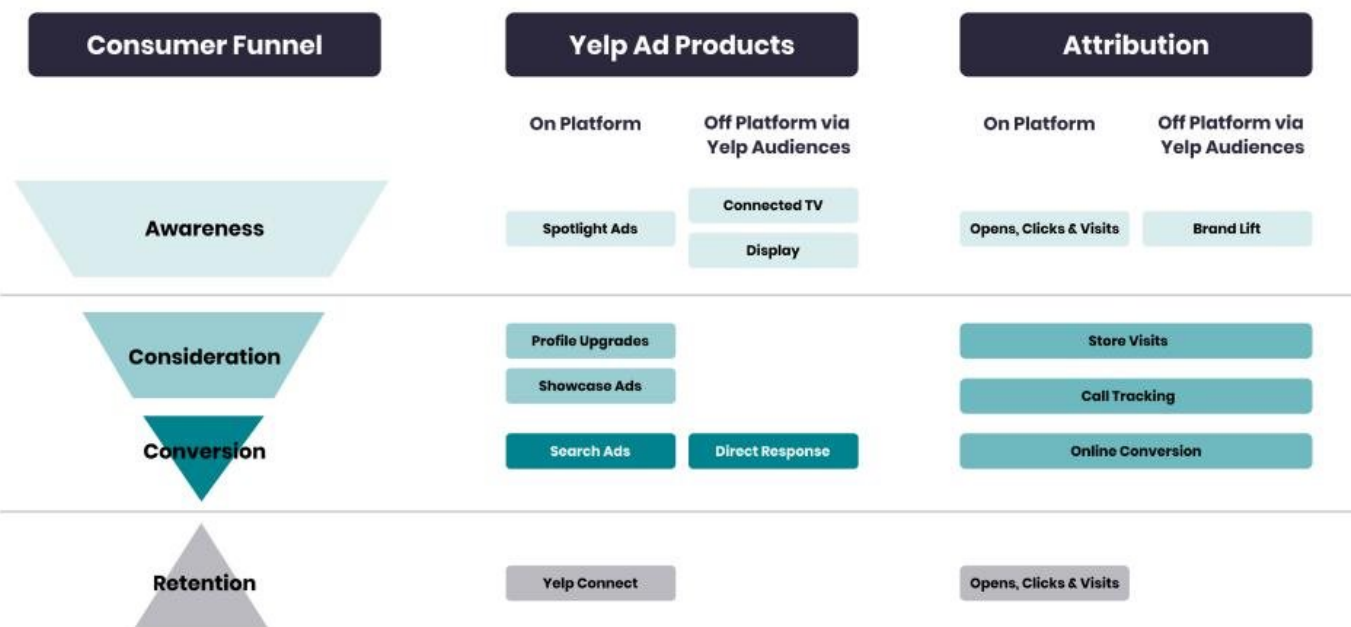 Consumer Funnel
Yelp Ad Products
Attribution
On Platform
Off Platform via
Yelp Audiences
On Platform
Off Platform via
Yelp Audiences
Awareness
Spotlight Ads
Connected TV
Display
Opens, Clicks & Visits
Brand Lift
Consideration
Profile Upgrades
Showcase Ads
Store Visits
Call Tracking
Conversion
Search Ads
Direct Response
Online Conversion
Retention
Yelp Connect
Opens, Clicks & Visits